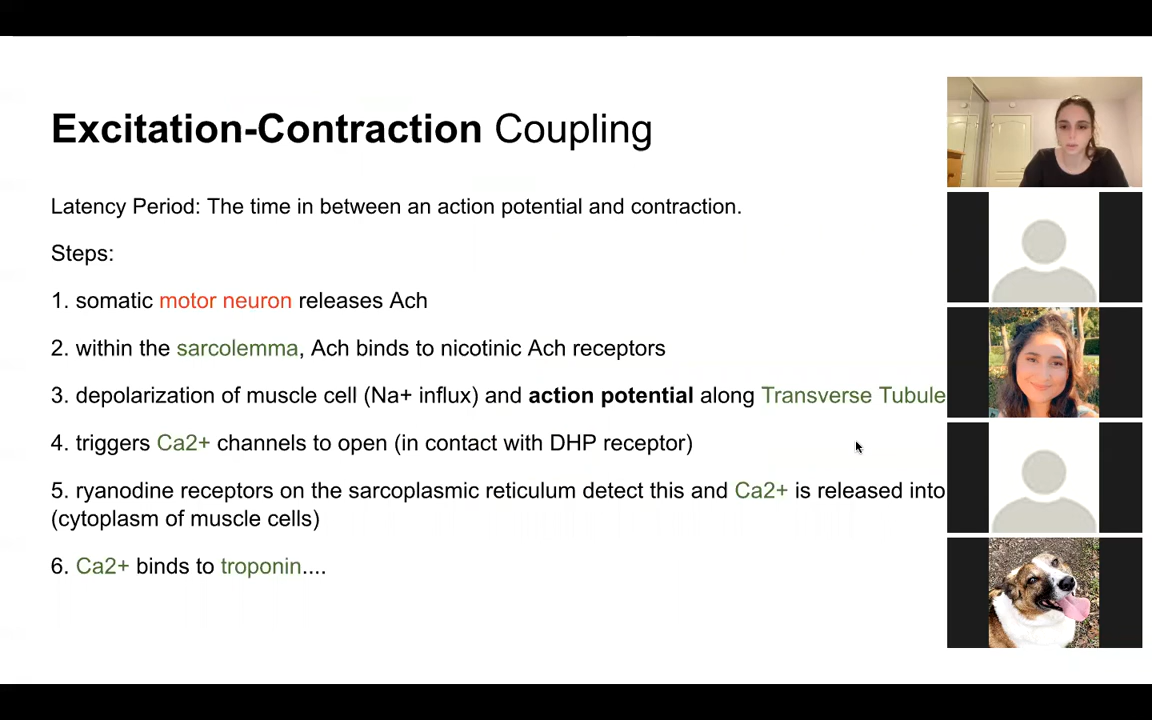 Excitation-Contraction Coupling
Latency Period: The time in between an action potential and contraction.
Steps:
1. somatic motor neuron releases Ach
2. within the sarcolemma, Ach binds to nicotinic Ach receptors
3. depolarization of muscle cell (Na+ influx) and action potential along Transverse Tubule
4. triggers Ca2+ channels to open (in contact with DHP receptor)
5. ryanodine receptors on the sarcoplasmic reticulum detect this and Ca2+ is released into
(cytoplasm of muscle cells)
6. Ca2+ binds to troponin....